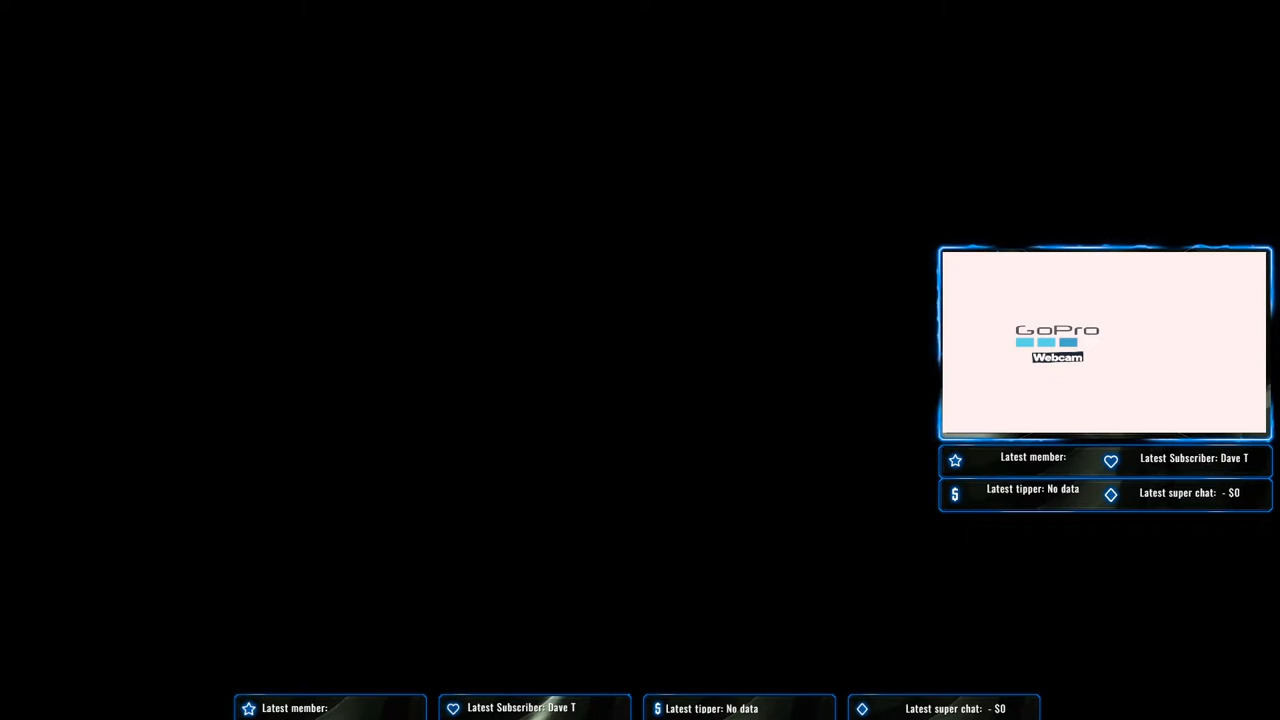 GoPro
Webcam
Latest member:
Latest Subscriber: Dave T
Latest tipper: No data
Latest super chat: - $0
Latest member:
Latest Subscriber: Dave T
Latest tipper: No data
Latest super chat: - $0